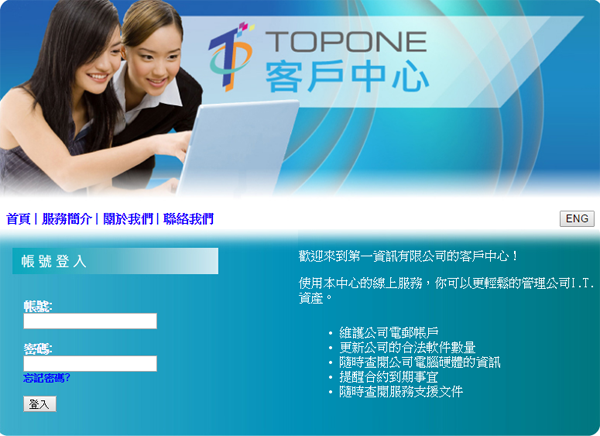 TOPONE
客戶中心
首頁 | 服務簡介 | 關於我們 | 聯絡我們
ENG
帳號登入
帳號:
密碼:
忘記密碼?
登入
歡迎來到第一資訊有限公司的客戶中心！
使用本中心的線上服務，你可以更輕鬆的管理公司I.T.
資產。
• 維護公司電郵帳戶
• 更新公司的合法軟件數量
• 隨時查閱公司電腦硬體的資訊
• 提醒合約到期事宜
• 隨時查閱服務支援文件